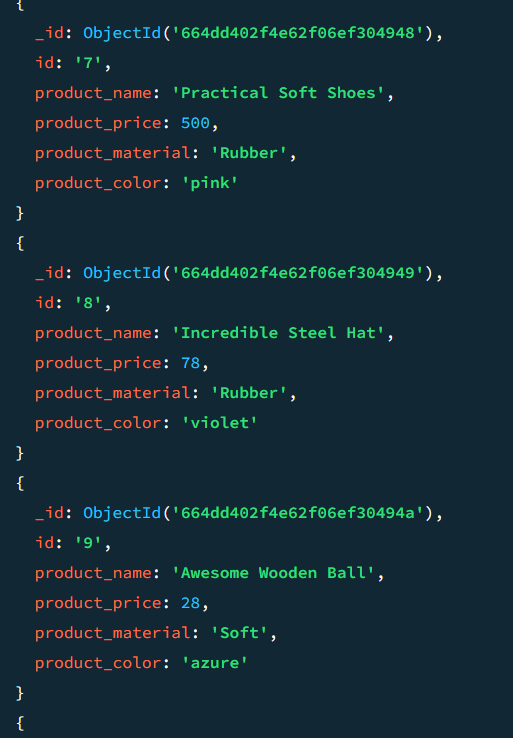 {
_id: ObjectId('664dd402f4e62f06ef304948'),
id: '7',
product_name: 'Practical Soft Shoes',
product_price: 500,
product_material: 'Rubber',
product_color: 'pink'
}
{
_id: ObjectId('664dd402f4e62f06ef304949'),
id: '8',
product_name: 'Incredible Steel Hat',
product_price: 78,
product_material: 'Rubber',
product_color: 'violet'
}
{
_id: ObjectId('664dd402f4e62f06ef30494a'),
id: '9',
product_name: 'Awesome Wooden Ball',
product_price: 28,
product_material: 'Soft',
product_color: 'azure'
}
{